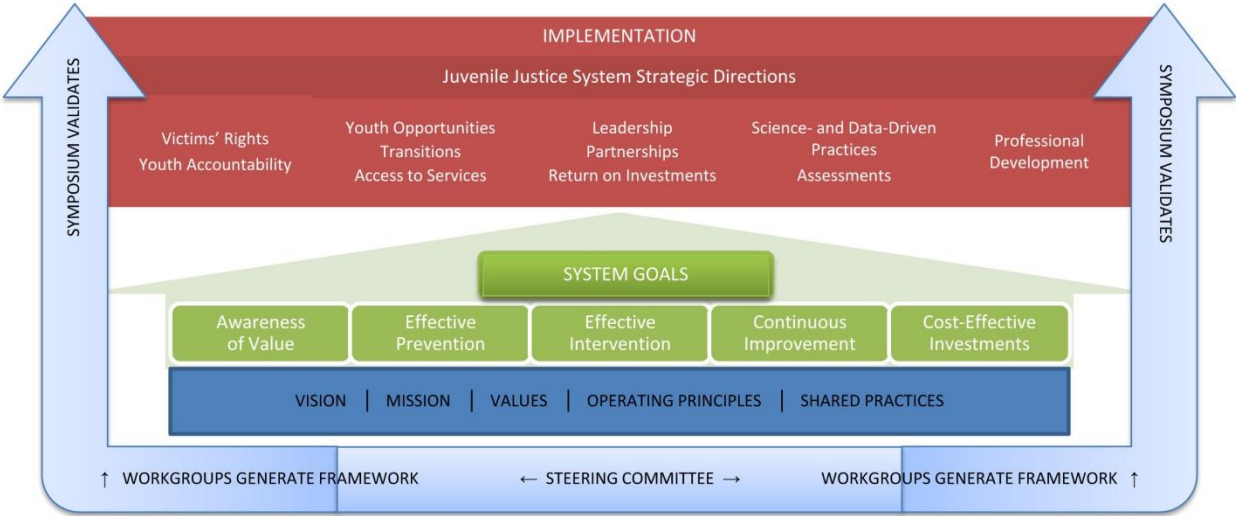 IMPLEMENTATION
Juvenile Justice System Strategic Directions
Victims' Rights
Youth Accountability
Youth Opportunities
Transitions
Access to Services
Leadership
Partnerships
Return on Investments
Science- and Data-Driven
Practices
Assessments
Professional
Development
SYMPOSIUM VALIDATES
SYMPOSIUM VALIDATES
SYSTEM GOALS
Awareness
of Value
Effective
Prevention
Effective
Intervention
Continuous
Improvement
Cost-Effective
Investments
VISION | MISSION | VALUES | OPERATING PRINCIPLES | SHARED PRACTICES
↑ WORKGROUPS GENERATE FRAMEWORK ← STEERING COMMITTEE → WORKGROUPS GENERATE FRAMEWORK ↑